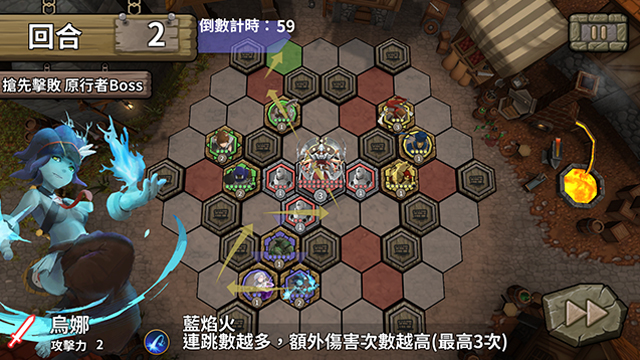 回合 2
倒數計時：59
搶先擊敗 原行者Boss
烏娜
攻擊力 2
藍焰火
連跳數越多，額外傷害次數越高(最高3次)